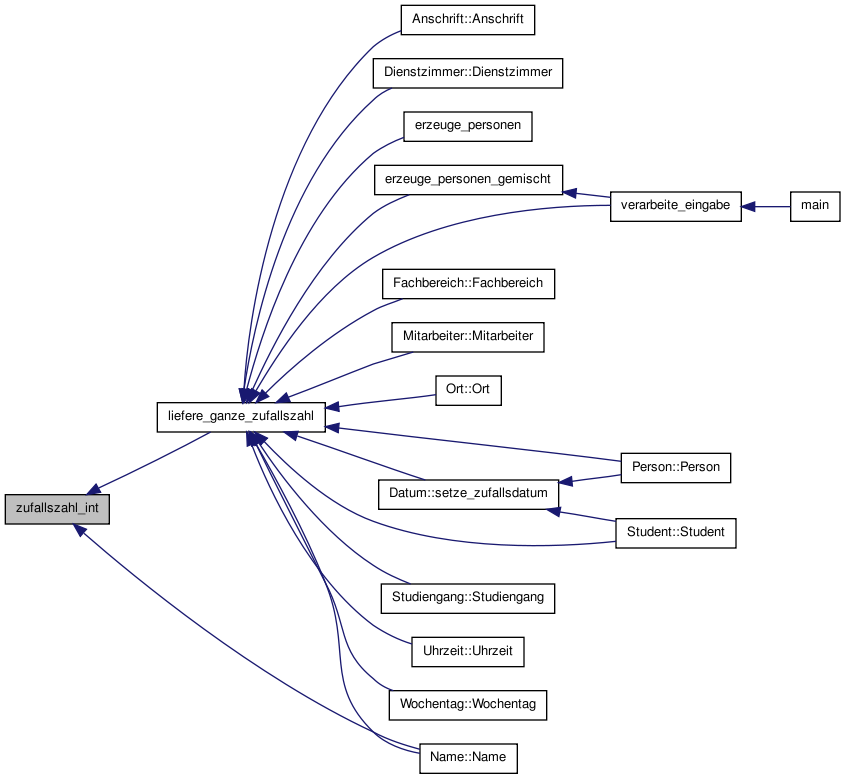 Anschrift::Anschrift
Dienstzimmer::Dienstzimmer
erzeuge_personen
erzeuge_personen_gemischt
verarbeite_eingabe
main
Fachbereich::Fachbereich
Mitarbeiter::Mitarbeiter
Ort::Ort
liefere_ganze_zufallszahl
Person::Person
Datum::setze_zufallsdatum
zufallszahl_int
Student::Student
Studiengang::Studiengang
Uhrzeit::Uhrzeit
Wochentag::Wochentag
Name::Name